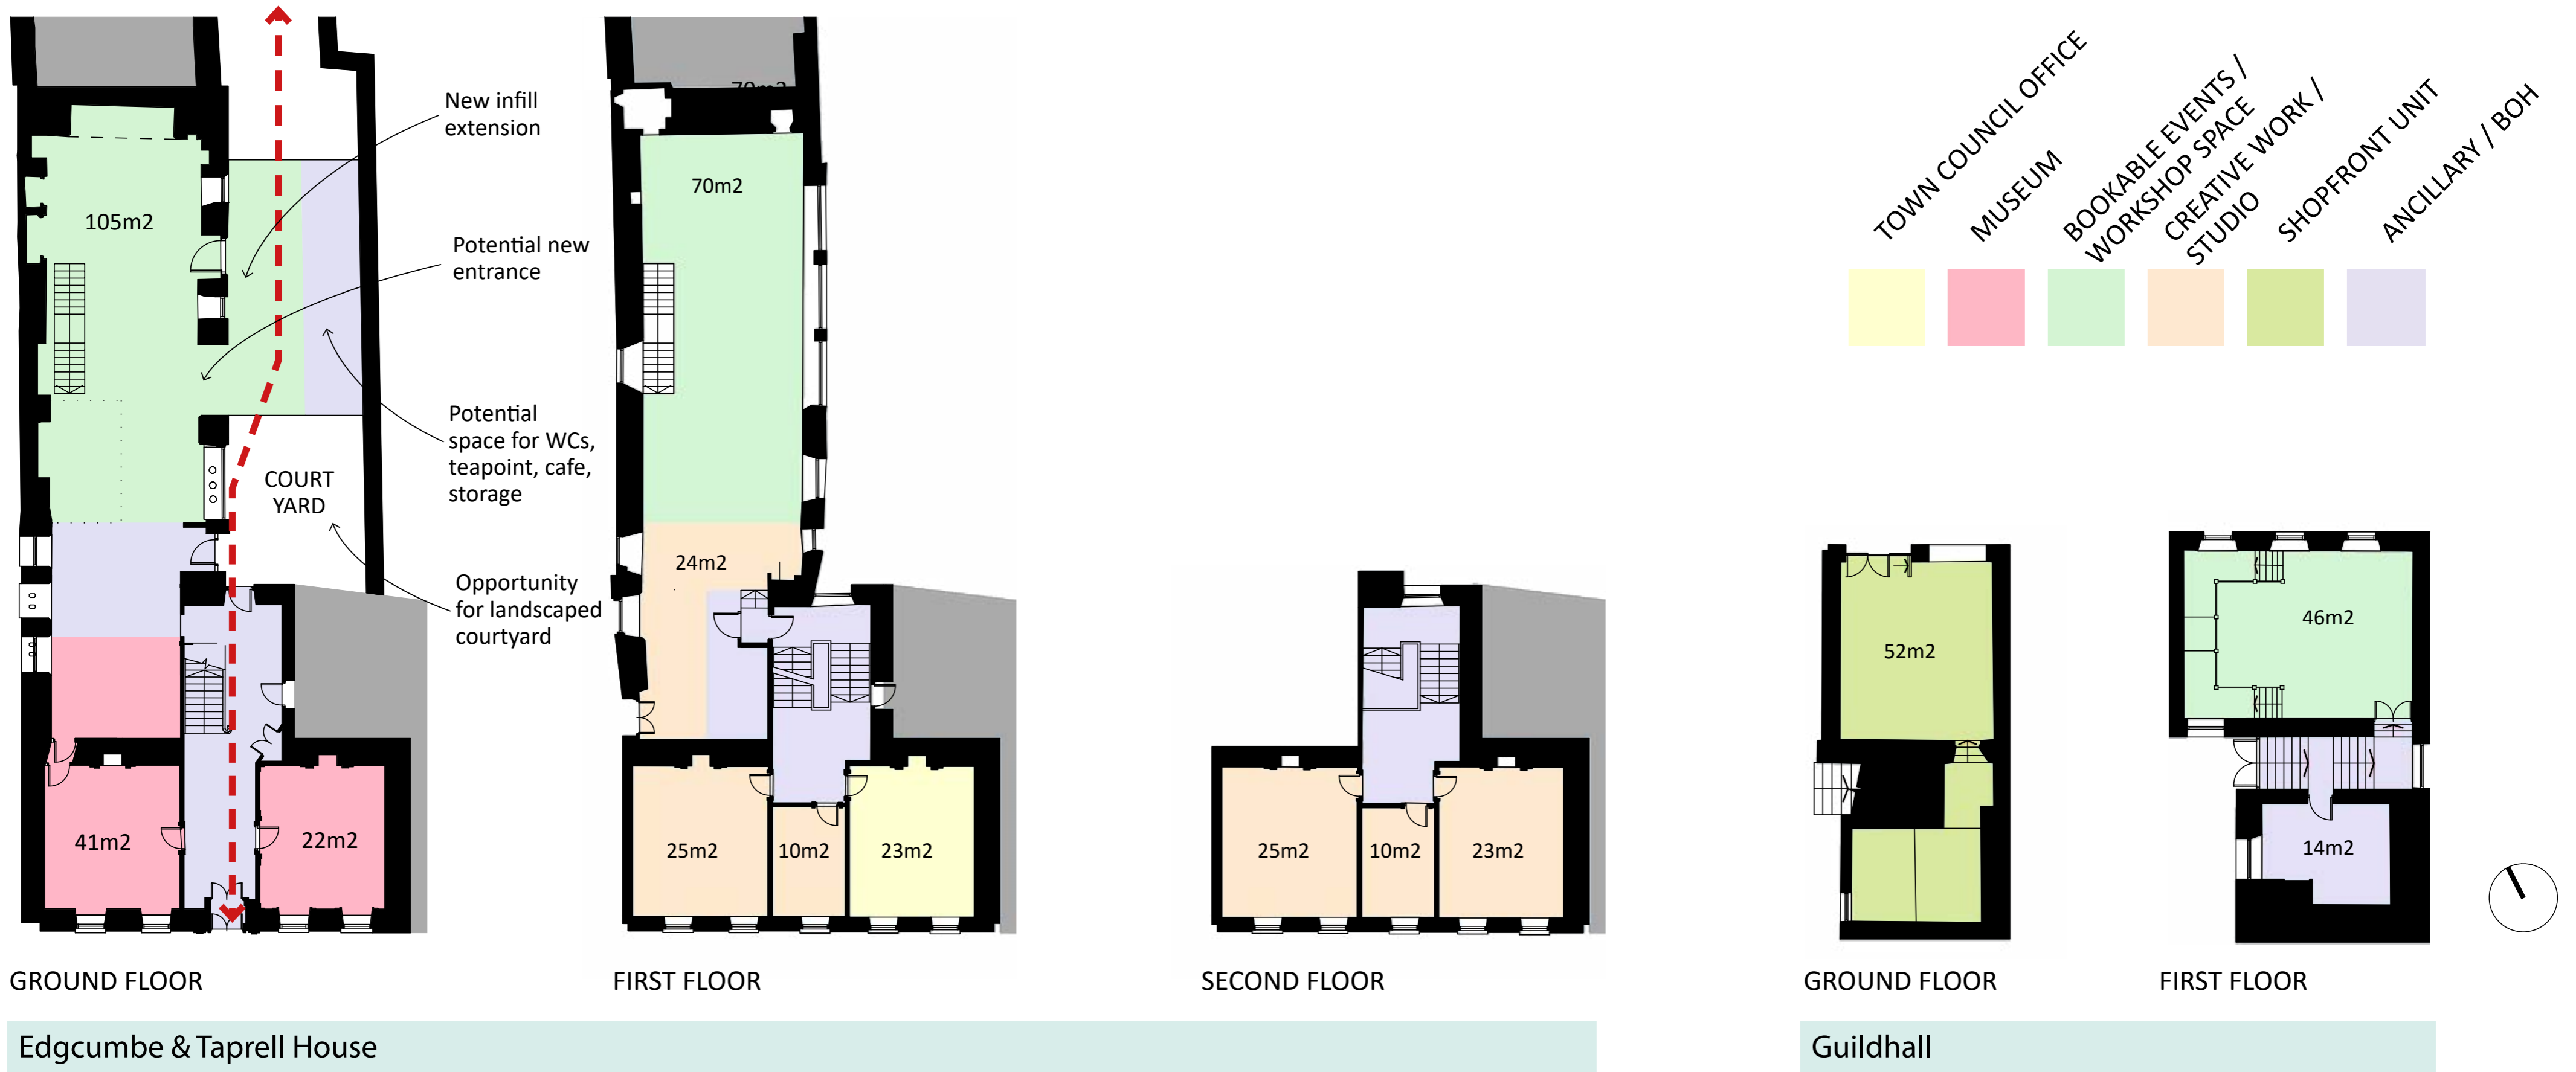 New infill
extension
105m2
Potential new
entrance
Potential
space for WCs,
teapoint, cafe,
storage
COURT
YARD
Opportunity
for landscaped
courtyard
41m2
22m2
GROUND FLOOR
70m2
70m2
24m2
25m2
10m2
23m2
FIRST FLOOR
25m2
10m2
23m2
SECOND FLOOR
Edgcumbe & Taprell House
TOWN COUNCIL OFFICE
MUSEUM
BOOKABLE EVENTS /
WORKSHOP SPACE
CREATIVE WORK /
STUDIO
SHOPFRONT UNIT
ANCILLARY / BOH
52m2
GROUND FLOOR
46m2
14m2
FIRST FLOOR
Guildhall